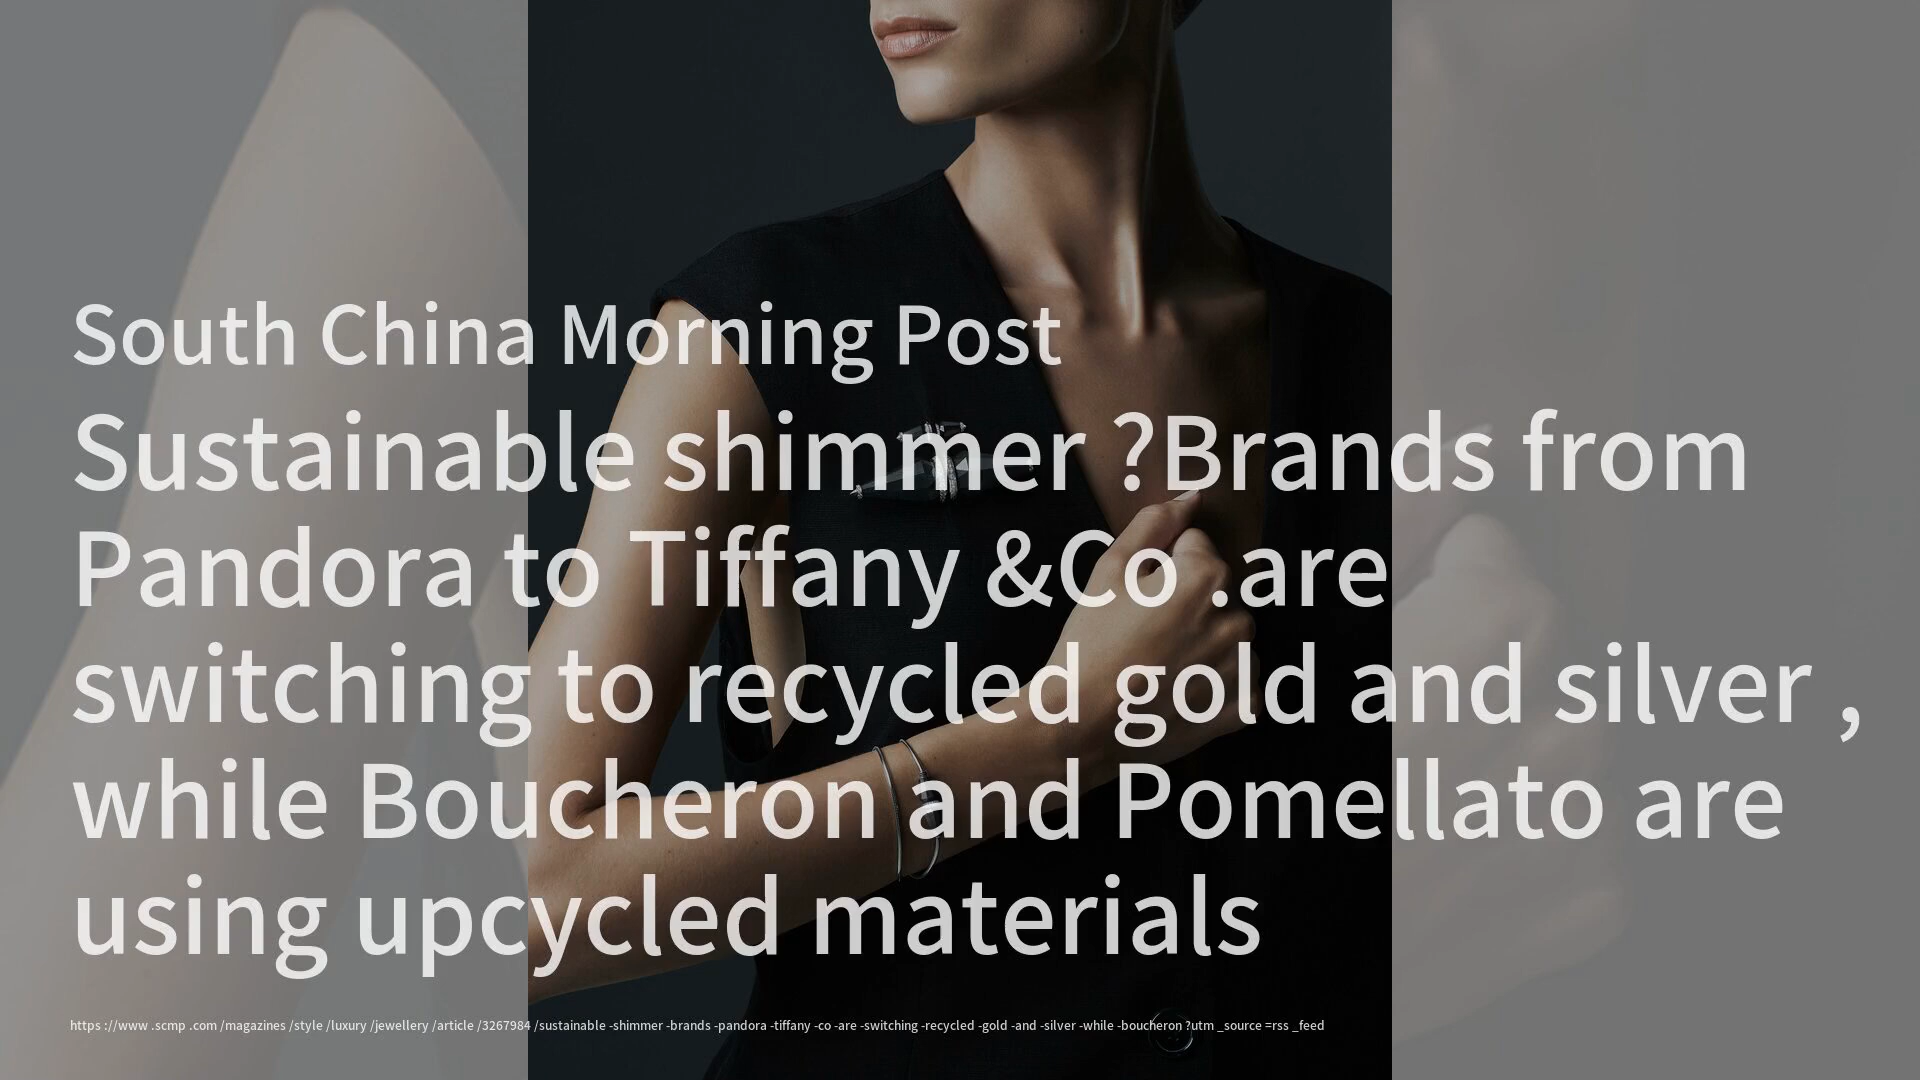 South China Morning Post
Sustainable shimmer ?Brands from
Pandora to Tiffany &Co .are
switching to recycled gold and silver ,
while Boucheron and Pomellato are
using upcycled materials
https ://www .scmp .com /magazines /style /luxury /jewellery /article /3267984 /sustainable -shimmer -brands -pandora -tiffany -co -are -switching -recycled -gold -and -silver -while -boucheron ?utm _source =rss _feed